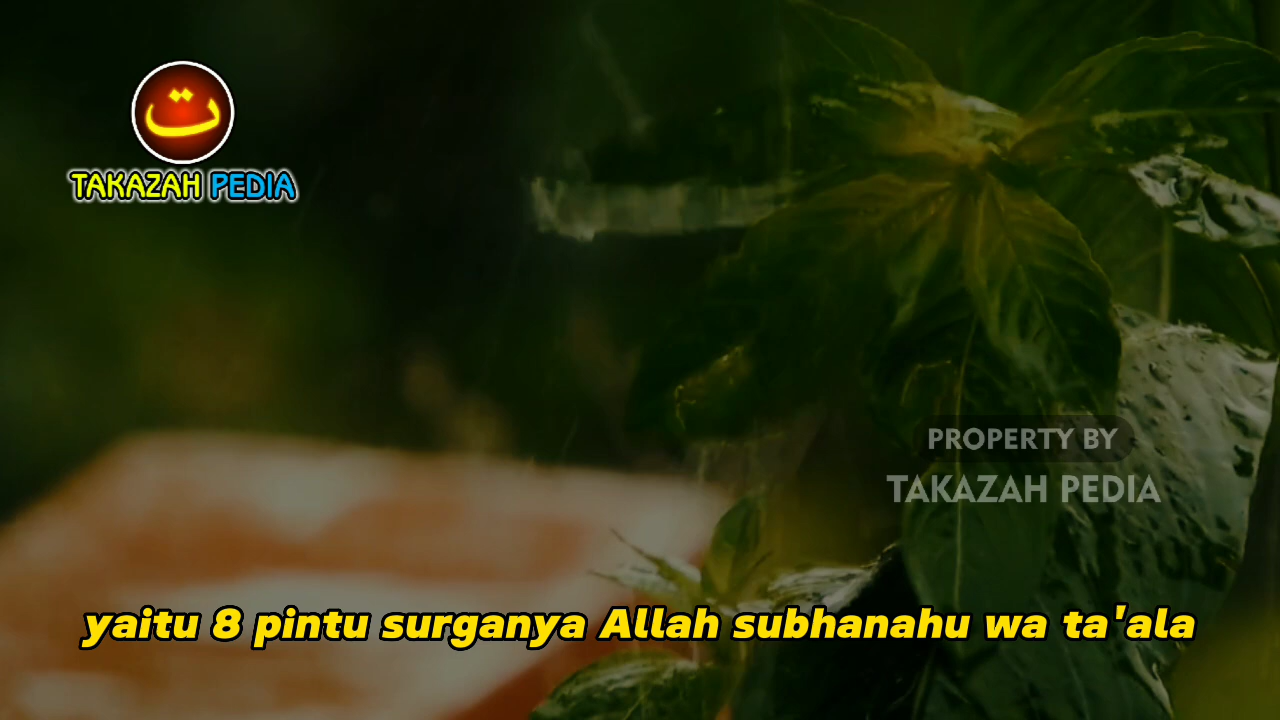 ت
TAKAZAH PEDIA
PROPERTY BY
TAKAZAH PEDIA
yaitu 8 pintu surganya Allah subhanahu wa ta'ala